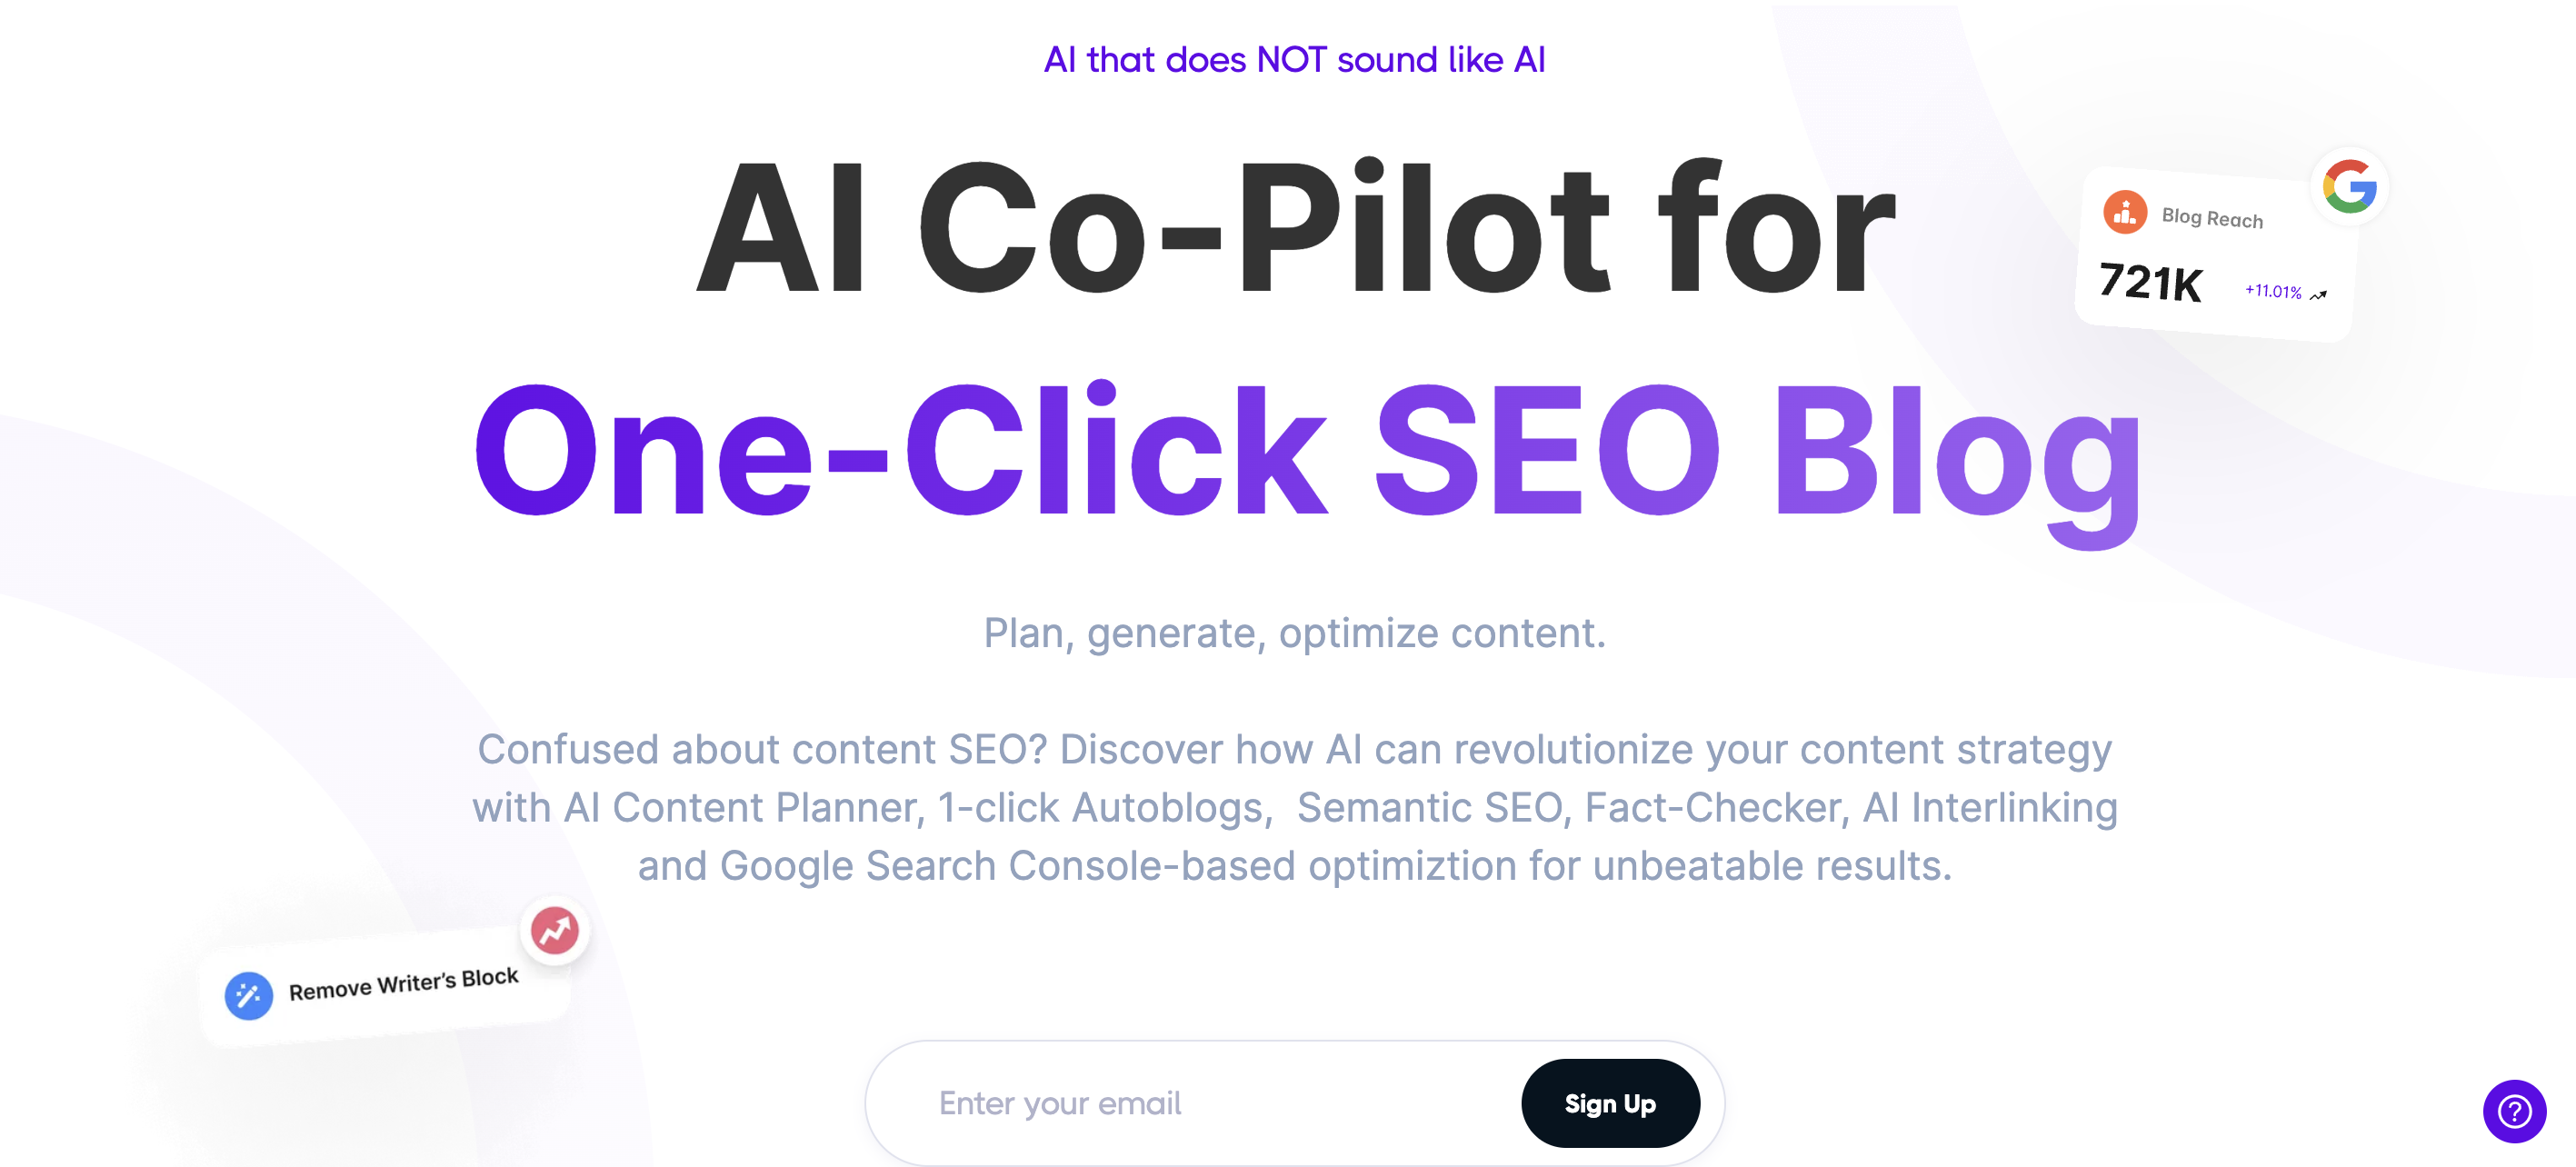 AI that does NOT sound like AI
AI Co-Pilot for
One-Click SEO Blog
Blog Reach
721K +11.01%
Plan, generate, optimize content.
Confused about content SEO? Discover how AI can revolutionize your content strategy
with AI Content Planner, 1-click Autoblogs,  Semantic SEO, Fact-Checker, AI Interlinking
and Google Search Console-based optimiztion for unbeatable results.
Remove Writer’s Block
Enter your email Sign Up